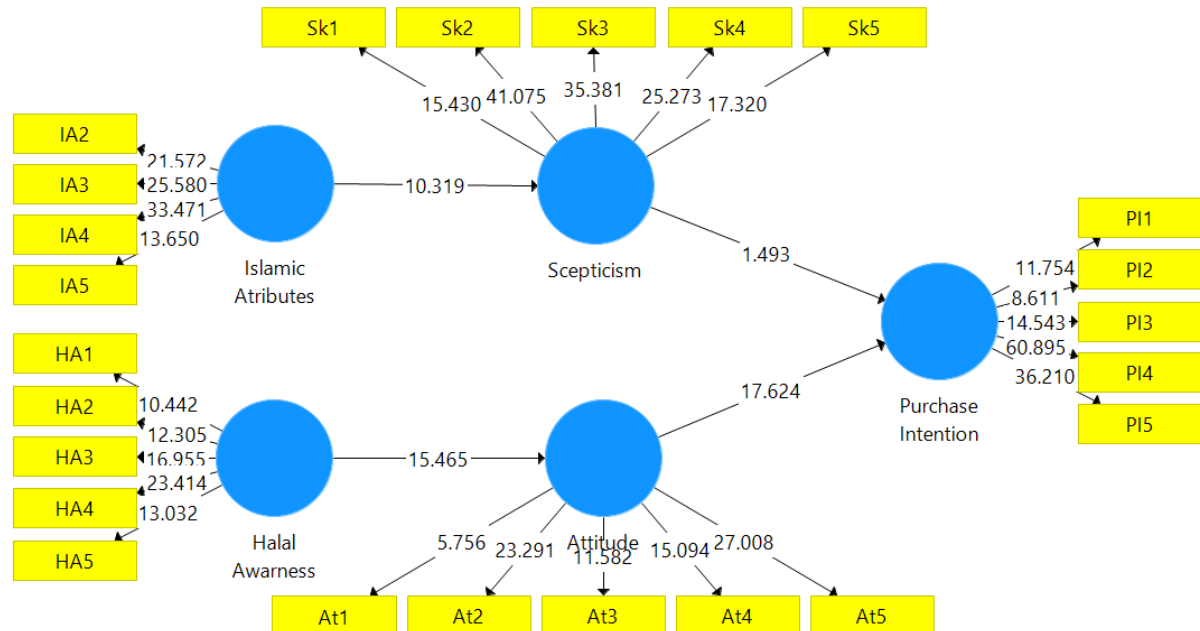 Sk1
Sk2
Sk3
Sk4
Sk5
15.430
41.075
35.381
25.273
17.320
IA2
IA3
IA4
IA5
21.572
25.580
33.471
13.650
Islamic
Atributes
10.319
Scepticism
1.493
HA1
HA2
HA3
HA4
HA5
10.442
12.305
16.955
23.414
13.032
Halal
Awarness
15.465
Attitude
17.624
5.756
23.291
11.582
15.094
27.008
At1
At2
At3
At4
At5
Purchase
Intention
11.754
8.611
14.543
60.895
36.210
PI1
PI2
PI3
PI4
PI5